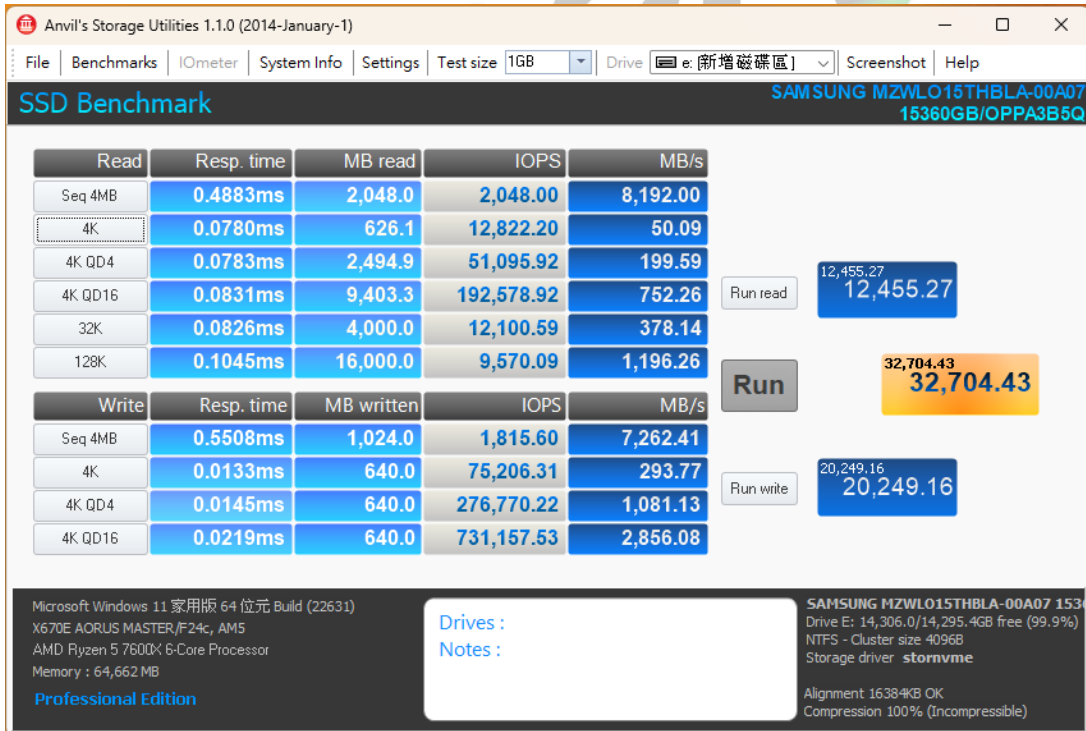 Anvil's Storage Utilities 1.1.0 (2014-January-1)
File Benchmarks IOmeter System Info Settings Test size 1GB Drive e: [新增磁碟區] Screenshot Help
SSD Benchmark
SAMSUNG MZWLO15THBLA-00A07
15360GB/OPPA3B5Q
Read Resp. time MB read IOPS MB/s
Seq 4MB 0.4883ms 2,048.0 2,048.00 8,192.00
4K 0.0780ms 626.1 12,822.20 50.09
4K QD4 0.0783ms 2,494.9 51,095.92 199.59
4K QD16 0.0831ms 9,403.3 192,578.92 752.26
32K 0.0826ms 4,000.0 12,100.59 378.14
128K 0.1045ms 16,000.0 9,570.09 1,196.26
Run read
12,455.27
12,455.27
Run
32,704.43
32,704.43
Write Resp. time MB written IOPS MB/s
Seq 4MB 0.5508ms 1,024.0 1,815.60 7,262.41
4K 0.0133ms 640.0 75,206.31 293.77
4K QD4 0.0145ms 640.0 276,770.22 1,081.13
4K QD16 0.0219ms 640.0 731,157.53 2,856.08
Run write
20,249.16
20,249.16
Microsoft Windows 11 家用版 64 位元 Build (22631)
X670E AORUS MASTER/F24c, AM5
AMD Ryzen 5 7600X 6-Core Processor
Memory : 64,662 MB
Professional Edition
Drives :
Notes :
SAMSUNG MZWLO15THBLA-00A07 153
Drive E: 14,306.0/14,295.4GB free (99.9%)
NTFS - Cluster size 4096B
Storage driver stornvme
Alignment 16384KB OK
Compression 100% (Incompressible)